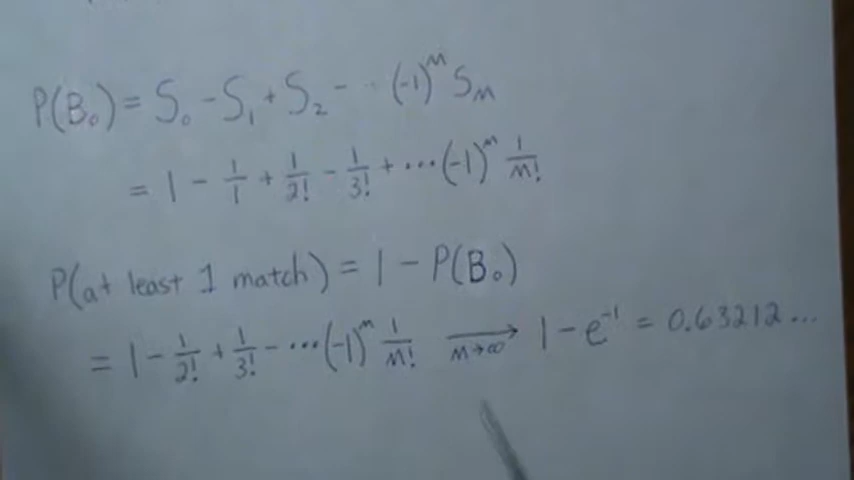 P(B₀) = S₀ - S₁ + S₂ - ··· (-1)ᵐ Sₘ
= 1 - 1/1 + 1/2! - 1/3! + ··· (-1)ᵐ 1/m!
P(at least 1 match) = 1 - P(B₀)
= 1 - 1/2! + 1/3! - ··· (-1)ᵐ 1/m! ⟶ m→∞ 1 - e⁻¹ = 0.63212...